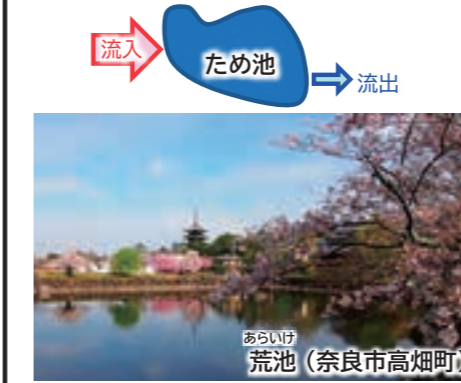 流入
ため池
流出
あらいけ
荒池（奈良市高畑町）